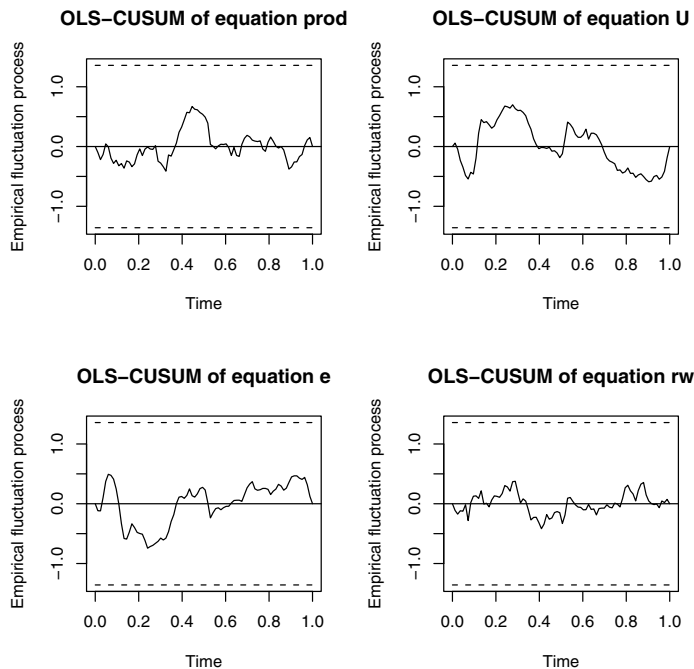 OLS−CUSUM of equation prod
Empirical fluctuation process
1.0
0.0
−1.0
0.0 0.2 0.4 0.6 0.8 1.0
Time
OLS−CUSUM of equation U
Empirical fluctuation process
1.0
0.0
−1.0
0.0 0.2 0.4 0.6 0.8 1.0
Time
OLS−CUSUM of equation e
Empirical fluctuation process
1.0
0.0
−1.0
0.0 0.2 0.4 0.6 0.8 1.0
Time
OLS−CUSUM of equation rw
Empirical fluctuation process
1.0
0.0
−1.0
0.0 0.2 0.4 0.6 0.8 1.0
Time